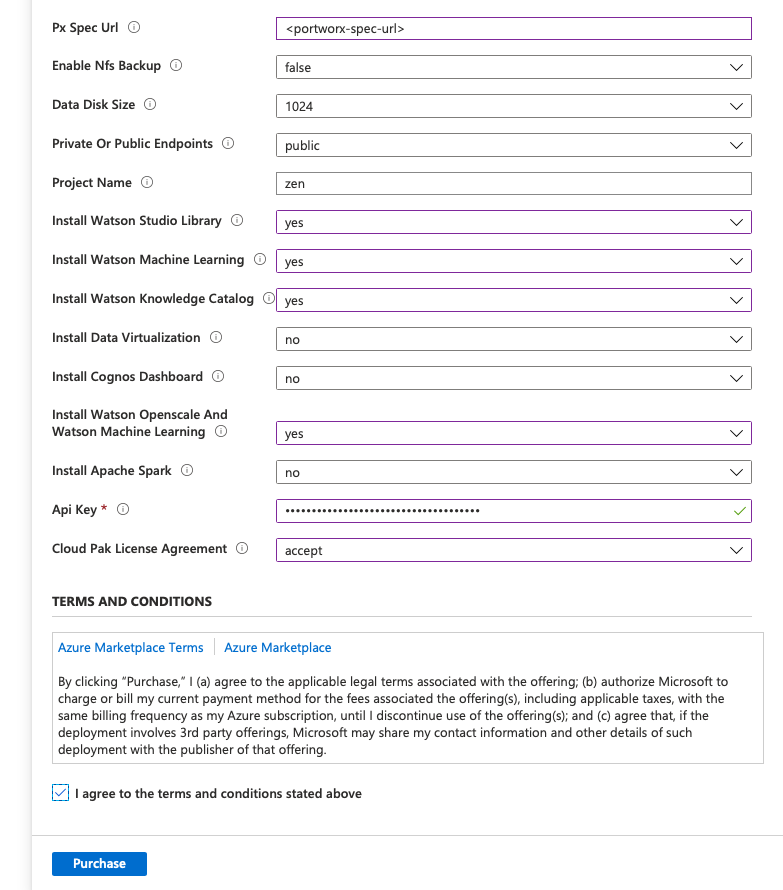 Px Spec Url <portworx-spec-url>
Enable Nfs Backup false
Data Disk Size 1024
Private Or Public Endpoints public
Project Name zen
Install Watson Studio Library yes
Install Watson Machine Learning yes
Install Watson Knowledge Catalog yes
Install Data Virtualization no
Install Cognos Dashboard no
Install Watson Openscale And
Watson Machine Learning yes
Install Apache Spark no
Api Key * •••••••••••••••••••••••••••••••••••••
Cloud Pak License Agreement accept
TERMS AND CONDITIONS
Azure Marketplace Terms Azure Marketplace
By clicking "Purchase," I (a) agree to the applicable legal terms associated with the offering; (b) authorize Microsoft to
charge or bill my current payment method for the fees associated the offering(s), including applicable taxes, with the
same billing frequency as my Azure subscription, until I discontinue use of the offering(s); and (c) agree that, if the
deployment involves 3rd party offerings, Microsoft may share my contact information and other details of such
deployment with the publisher of that offering.
I agree to the terms and conditions stated above
Purchase